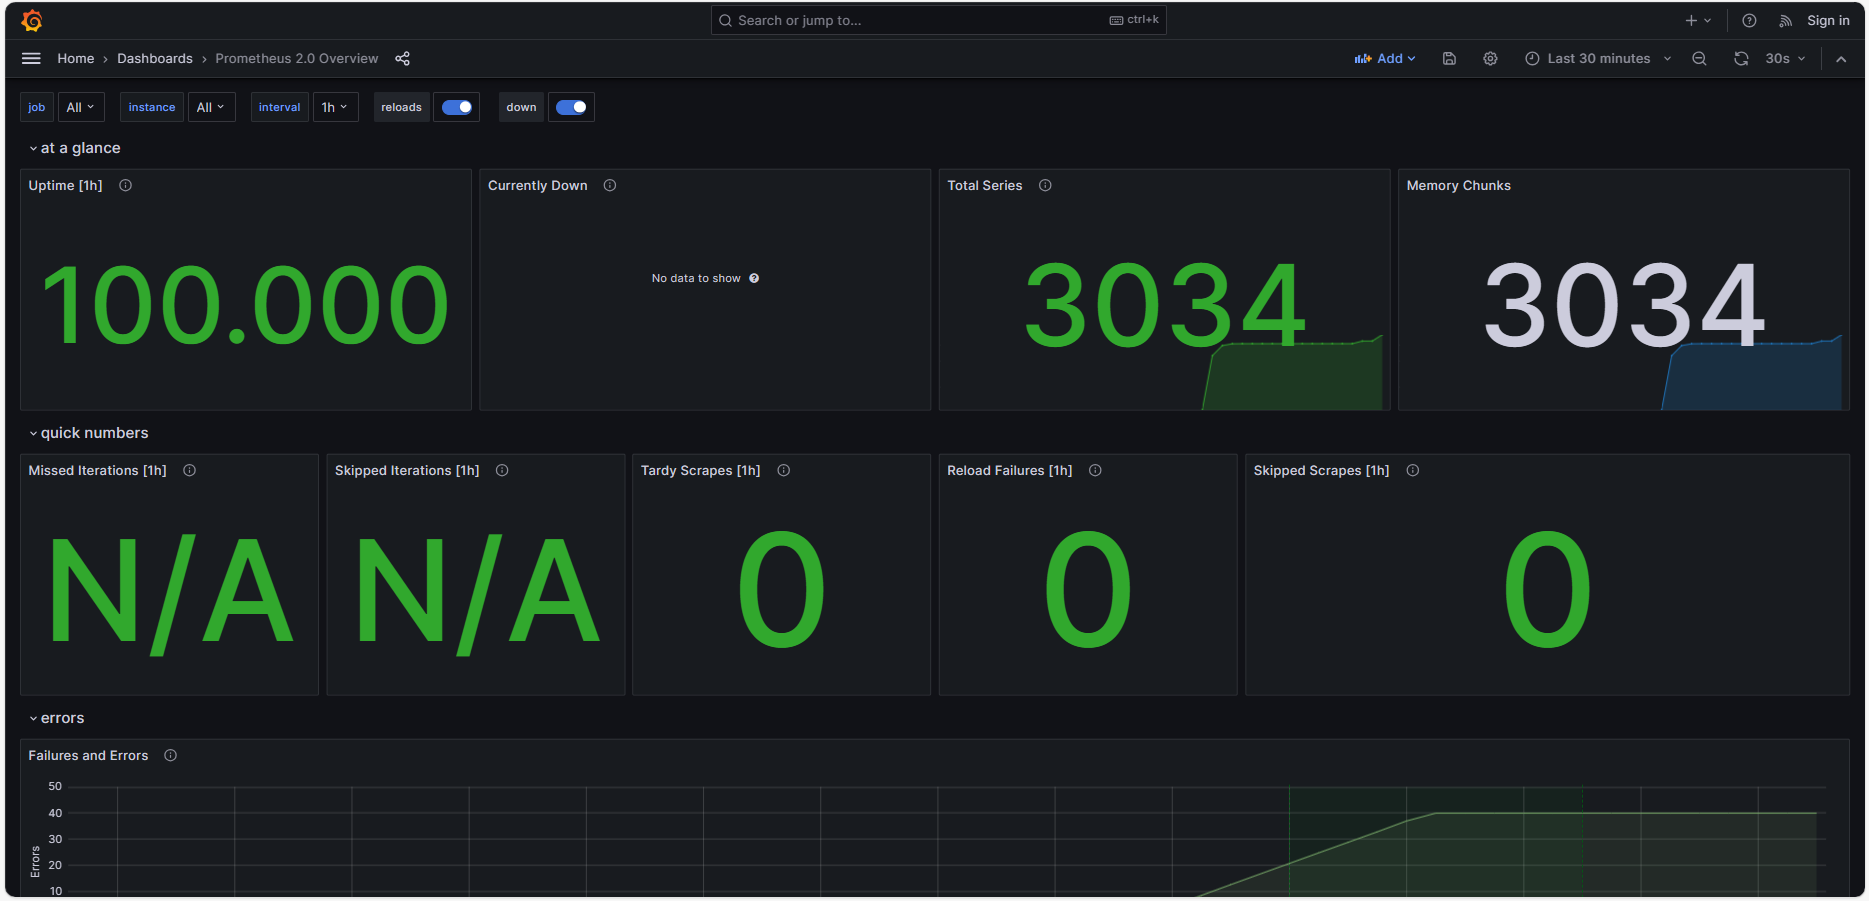 Search or jump to...
ctrl+k
Sign in
Home › Dashboards › Prometheus 2.0 Overview
Add
Last 30 minutes
30s
job All instance All interval 1h reloads down
at a glance
Uptime [1h]
100.000
Currently Down
No data to show
Total Series
3034
Memory Chunks
3034
quick numbers
Missed Iterations [1h]
N/A
Skipped Iterations [1h]
N/A
Tardy Scrapes [1h]
0
Reload Failures [1h]
0
Skipped Scrapes [1h]
0
errors
Failures and Errors
Errors
50
40
30
20
10